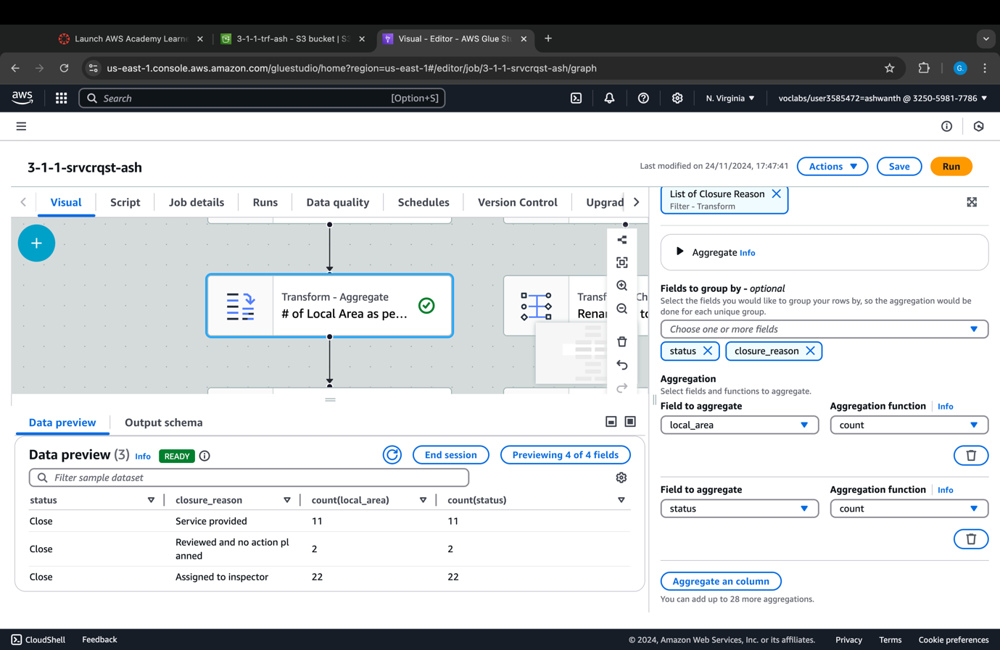 Launch AWS Academy Learne
3-1-1-trf-ash - S3 bucket | S3
Visual - Editor - AWS Glue Stu
us-east-1.console.aws.amazon.com/gluestudio/home?region=us-east-1#/editor/job/3-1-1-srvcrqst-ash/graph
G.
aws
Search
[Option+S]
N. Virginia
voclabs/user3585472=ashwanth @ 3250-5981-7786
3-1-1-srvcrqst-ash
Last modified on 24/11/2024, 17:47:41
Actions
Save
Run
Visual
Script
Job details
Runs
Data quality
Schedules
Version Control
Upgrad
Transform - Aggregate
# of Local Area as pe...
Transf
Ch
Rena
to
List of Closure Reason
Filter - Transform
Aggregate Info
Fields to group by - optional
Select the fields you would like to group your rows by, so the aggregation would be
done for each unique group.
Choose one or more fields
status
closure_reason
Aggregation
Select fields and functions to aggregate.
Field to aggregate
Aggregation function
Info
local_area
count
Field to aggregate
Aggregation function
Info
status
count
Aggregate an column
You can add up to 28 more aggregations.
Data preview
Output schema
Data preview (3) Info READY
End session
Previewing 4 of 4 fields
Filter sample dataset
status closure_reason count(local_area) count(status)
Close Service provided 11 11
Close Reviewed and no action pl
anned 2 2
Close Assigned to inspector 22 22
CloudShell
Feedback
© 2024, Amazon Web Services, Inc. or its affiliates.
Privacy
Terms
Cookie preferences